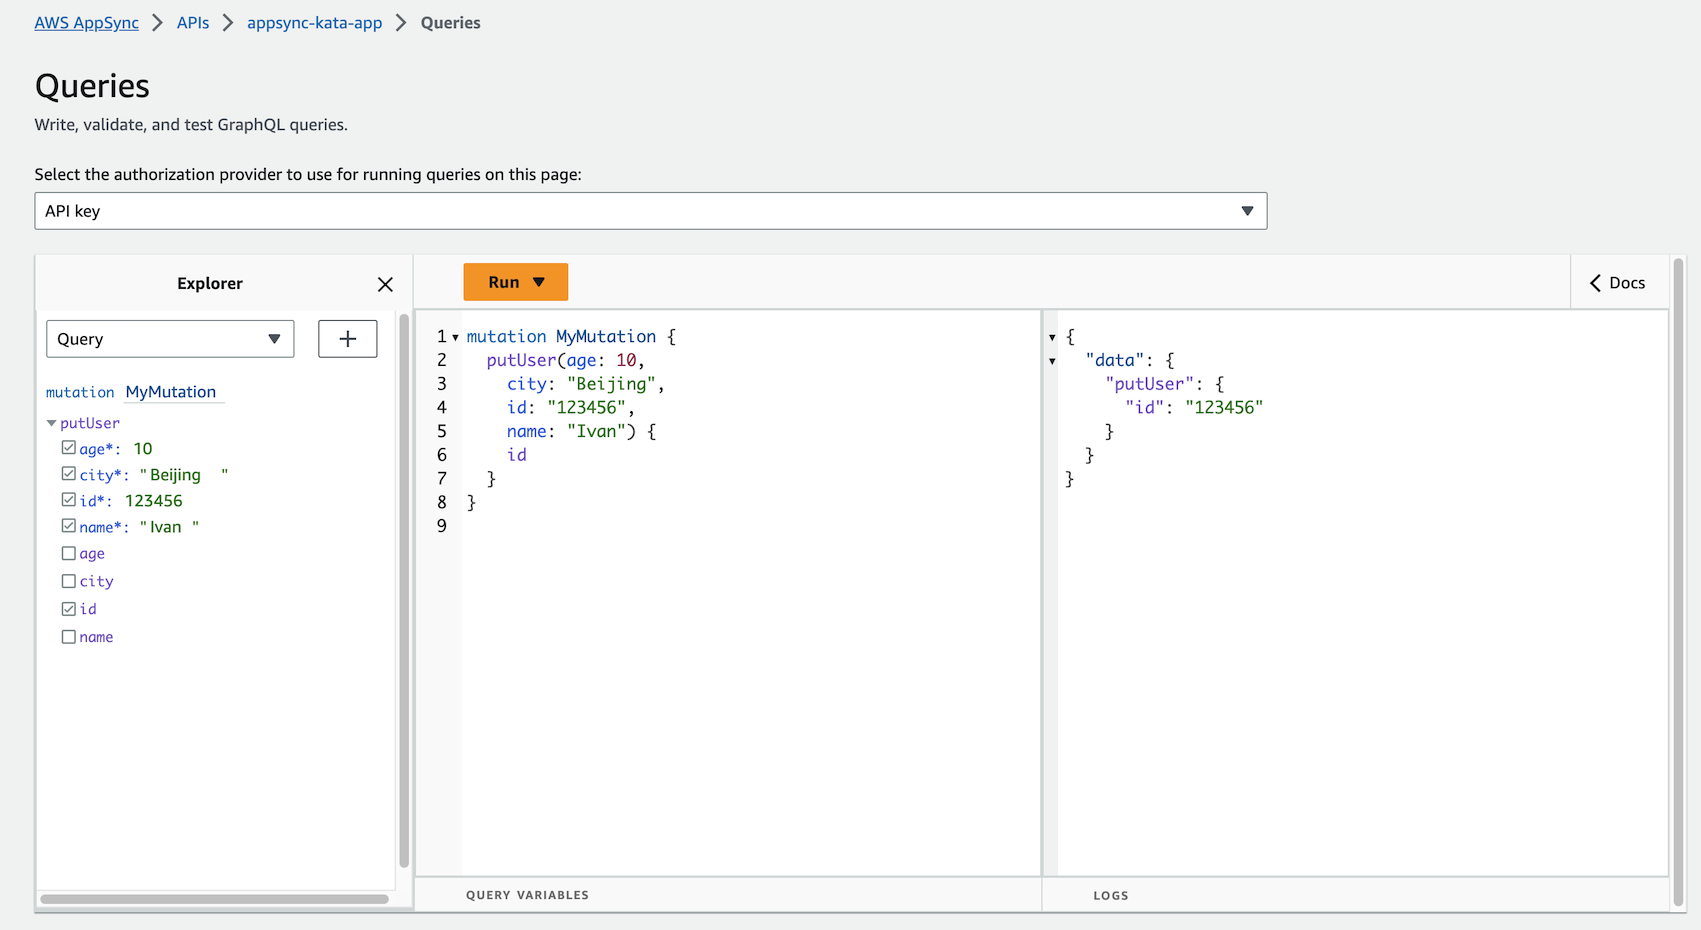 AWS AppSync > APIs > appsync-kata-app > Queries
Queries
Write, validate, and test GraphQL queries.
Select the authorization provider to use for running queries on this page:
API key
Explorer
Query
+
mutation MyMutation
putUser
age*: 10
city*: "Beijing "
id*: 123456
name*: "Ivan "
age
city
id
name
Run
1 mutation MyMutation {
2 putUser(age: 10,
3 city: "Beijing",
4 id: "123456",
5 name: "Ivan") {
6 id
7 }
8 }
9
QUERY VARIABLES
Docs
{
"data": {
"putUser": {
"id": "123456"
}
}
}
LOGS